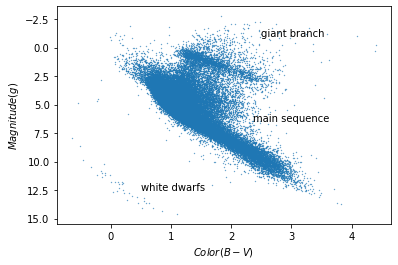 −2.5
0.0
2.5
5.0
7.5
10.0
12.5
15.0
Magnitude(g)
giant branch
main sequence
white dwarfs
0 1 2 3 4
Color(B − V)